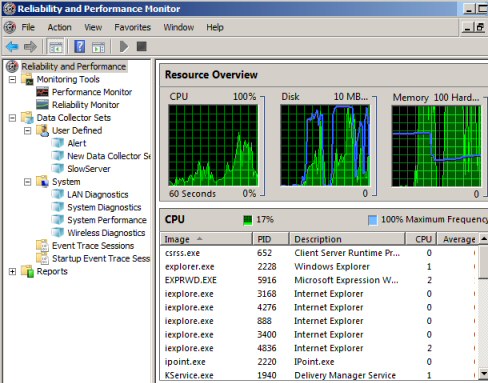 Reliability and Performance Monitor
File Action View Favorites Window Help
Reliability and Performance
Monitoring Tools
Performance Monitor
Reliability Monitor
Data Collector Sets
User Defined
Alert
New Data Collector Se
SlowServer
System
LAN Diagnostics
System Diagnostics
System Performance
Wireless Diagnostics
Event Trace Sessions
Startup Event Trace Sess
Reports
Resource Overview
CPU 100%
60 Seconds 0%
Disk 10 MB...
0
Memory 100 Hard...
0
CPU 17% 100% Maximum Frequency
Image PID Description CPU Average
csrss.exe 652 Client Server Runtime Pr... 0
explorer.exe 2228 Windows Explorer 1
EXPRWD.EXE 5916 Microsoft Expression W... 2
iexplore.exe 3168 Internet Explorer 0
iexplore.exe 4276 Internet Explorer 0
iexplore.exe 888 Internet Explorer 0
iexplore.exe 3400 Internet Explorer 0
iexplore.exe 4836 Internet Explorer 2
ipoint.exe 2220 IPoint.exe 0
KService.exe 1940 Delivery Manager Service 1